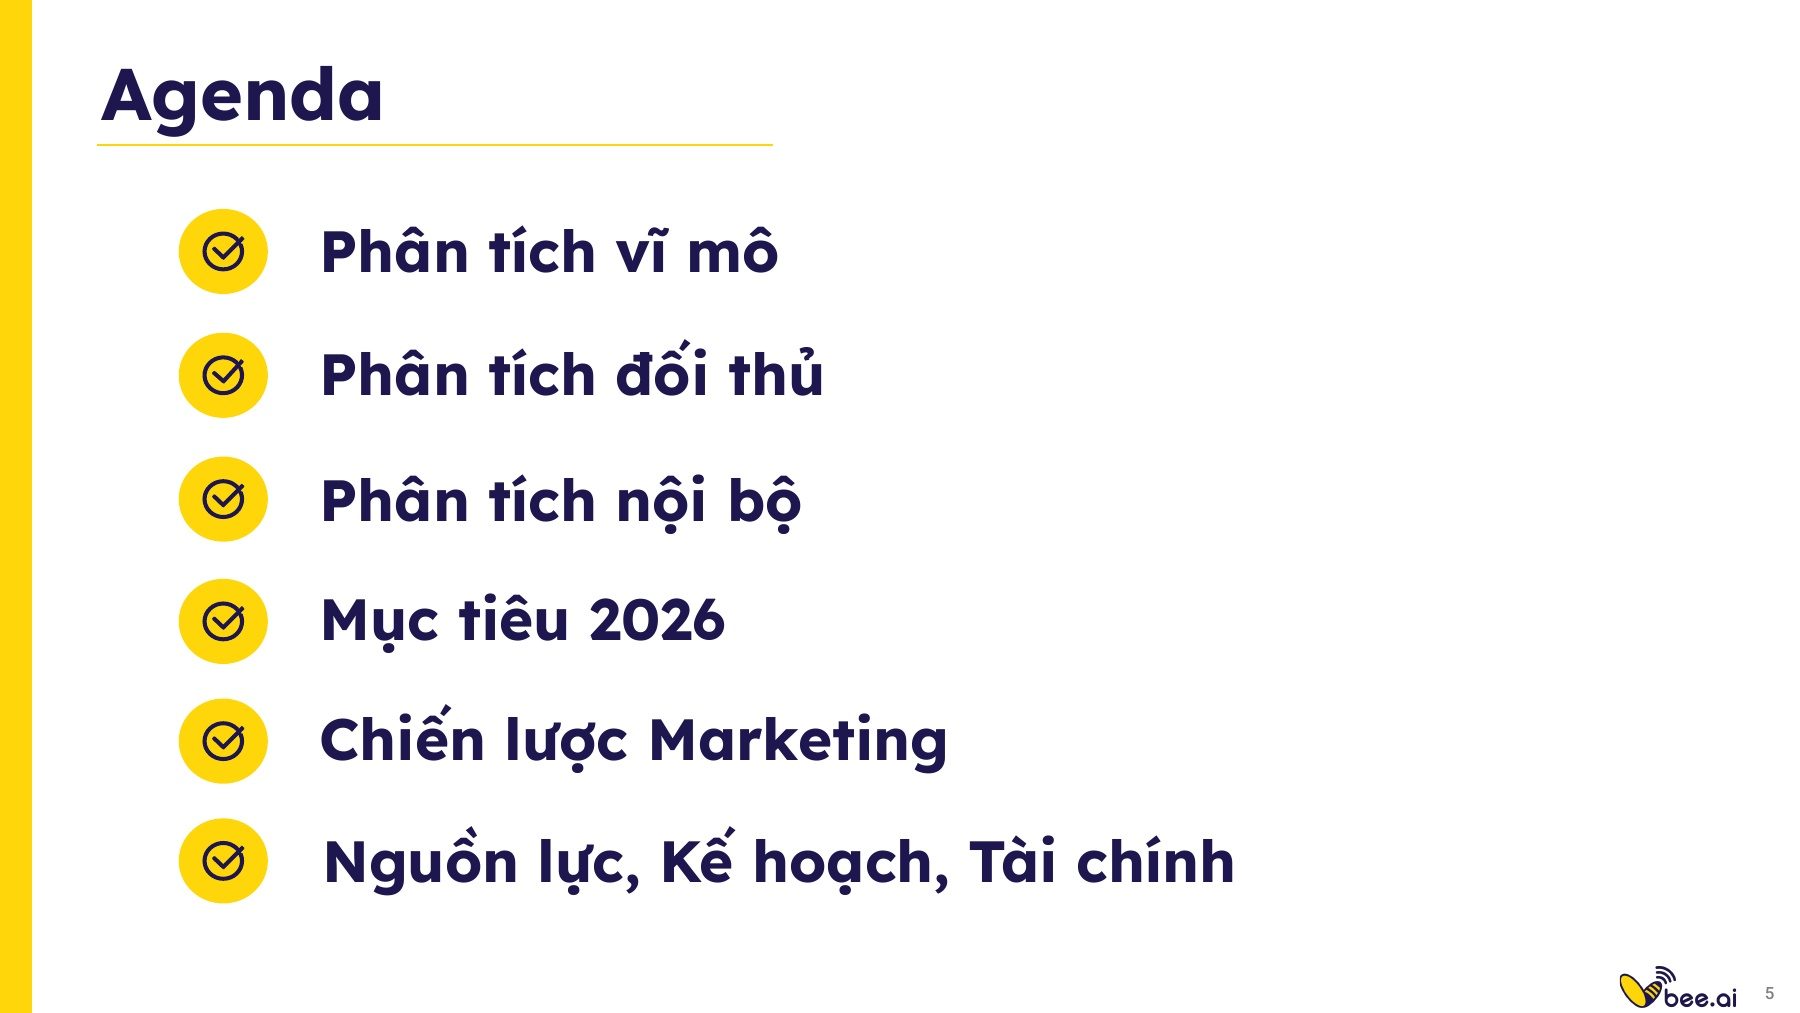 Agenda
Phân tích vĩ mô
Phân tích đối thủ
Phân tích nội bộ
Mục tiêu 2026
Chiến lược Marketing
Nguồn lực, Kế hoạch, Tài chính
bee.ai
5